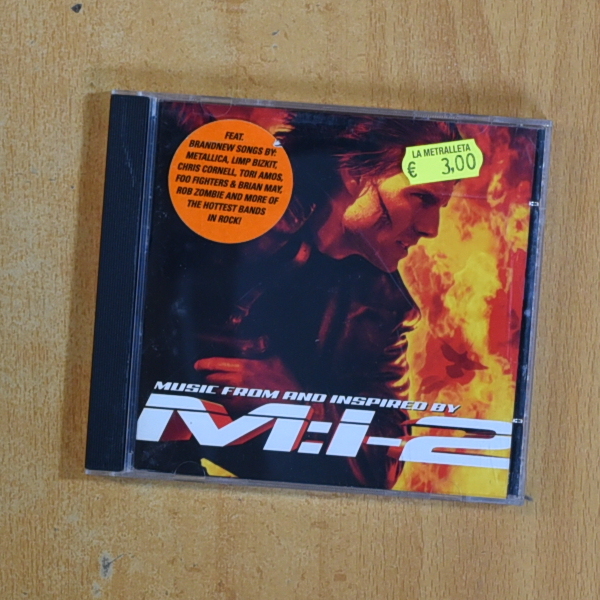 FEAT.
BRANDNEW SONGS BY:
METALLICA, LIMP BIZKIT,
CHRIS CORNELL, TORI AMOS,
FOO FIGHTERS & BRIAN MAY,
ROB ZOMBIE AND MORE OF
THE HOTTEST BANDS
IN ROCK!
LA METRALLETA
€ 3,00
MUSIC FROM AND INSPIRED BY
M:I-2